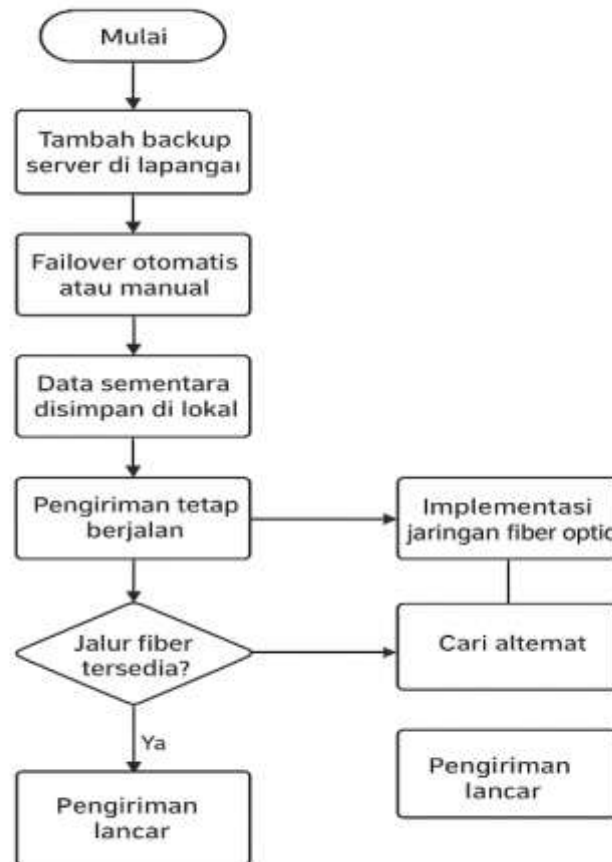 Mulai
Tambah backup
server di lapangaı
Failover otomatis
atau manual
Data sementara
disimpan di lokal
Pengiriman tetap
berjalan
Implementasi
jaringan fiber optic
Jalur fiber
tersedia?
Cari altemat
Ya
Pengiriman
lancar
Pengiriman
lancar